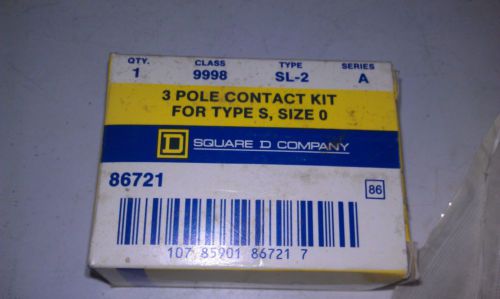 QTY. CLASS TYPE SERIES
1 9998 SL-2 A
3 POLE CONTACT KIT
FOR TYPE S, SIZE 0
D SQUARE D COMPANY
86721
86
107 85901 86721 7